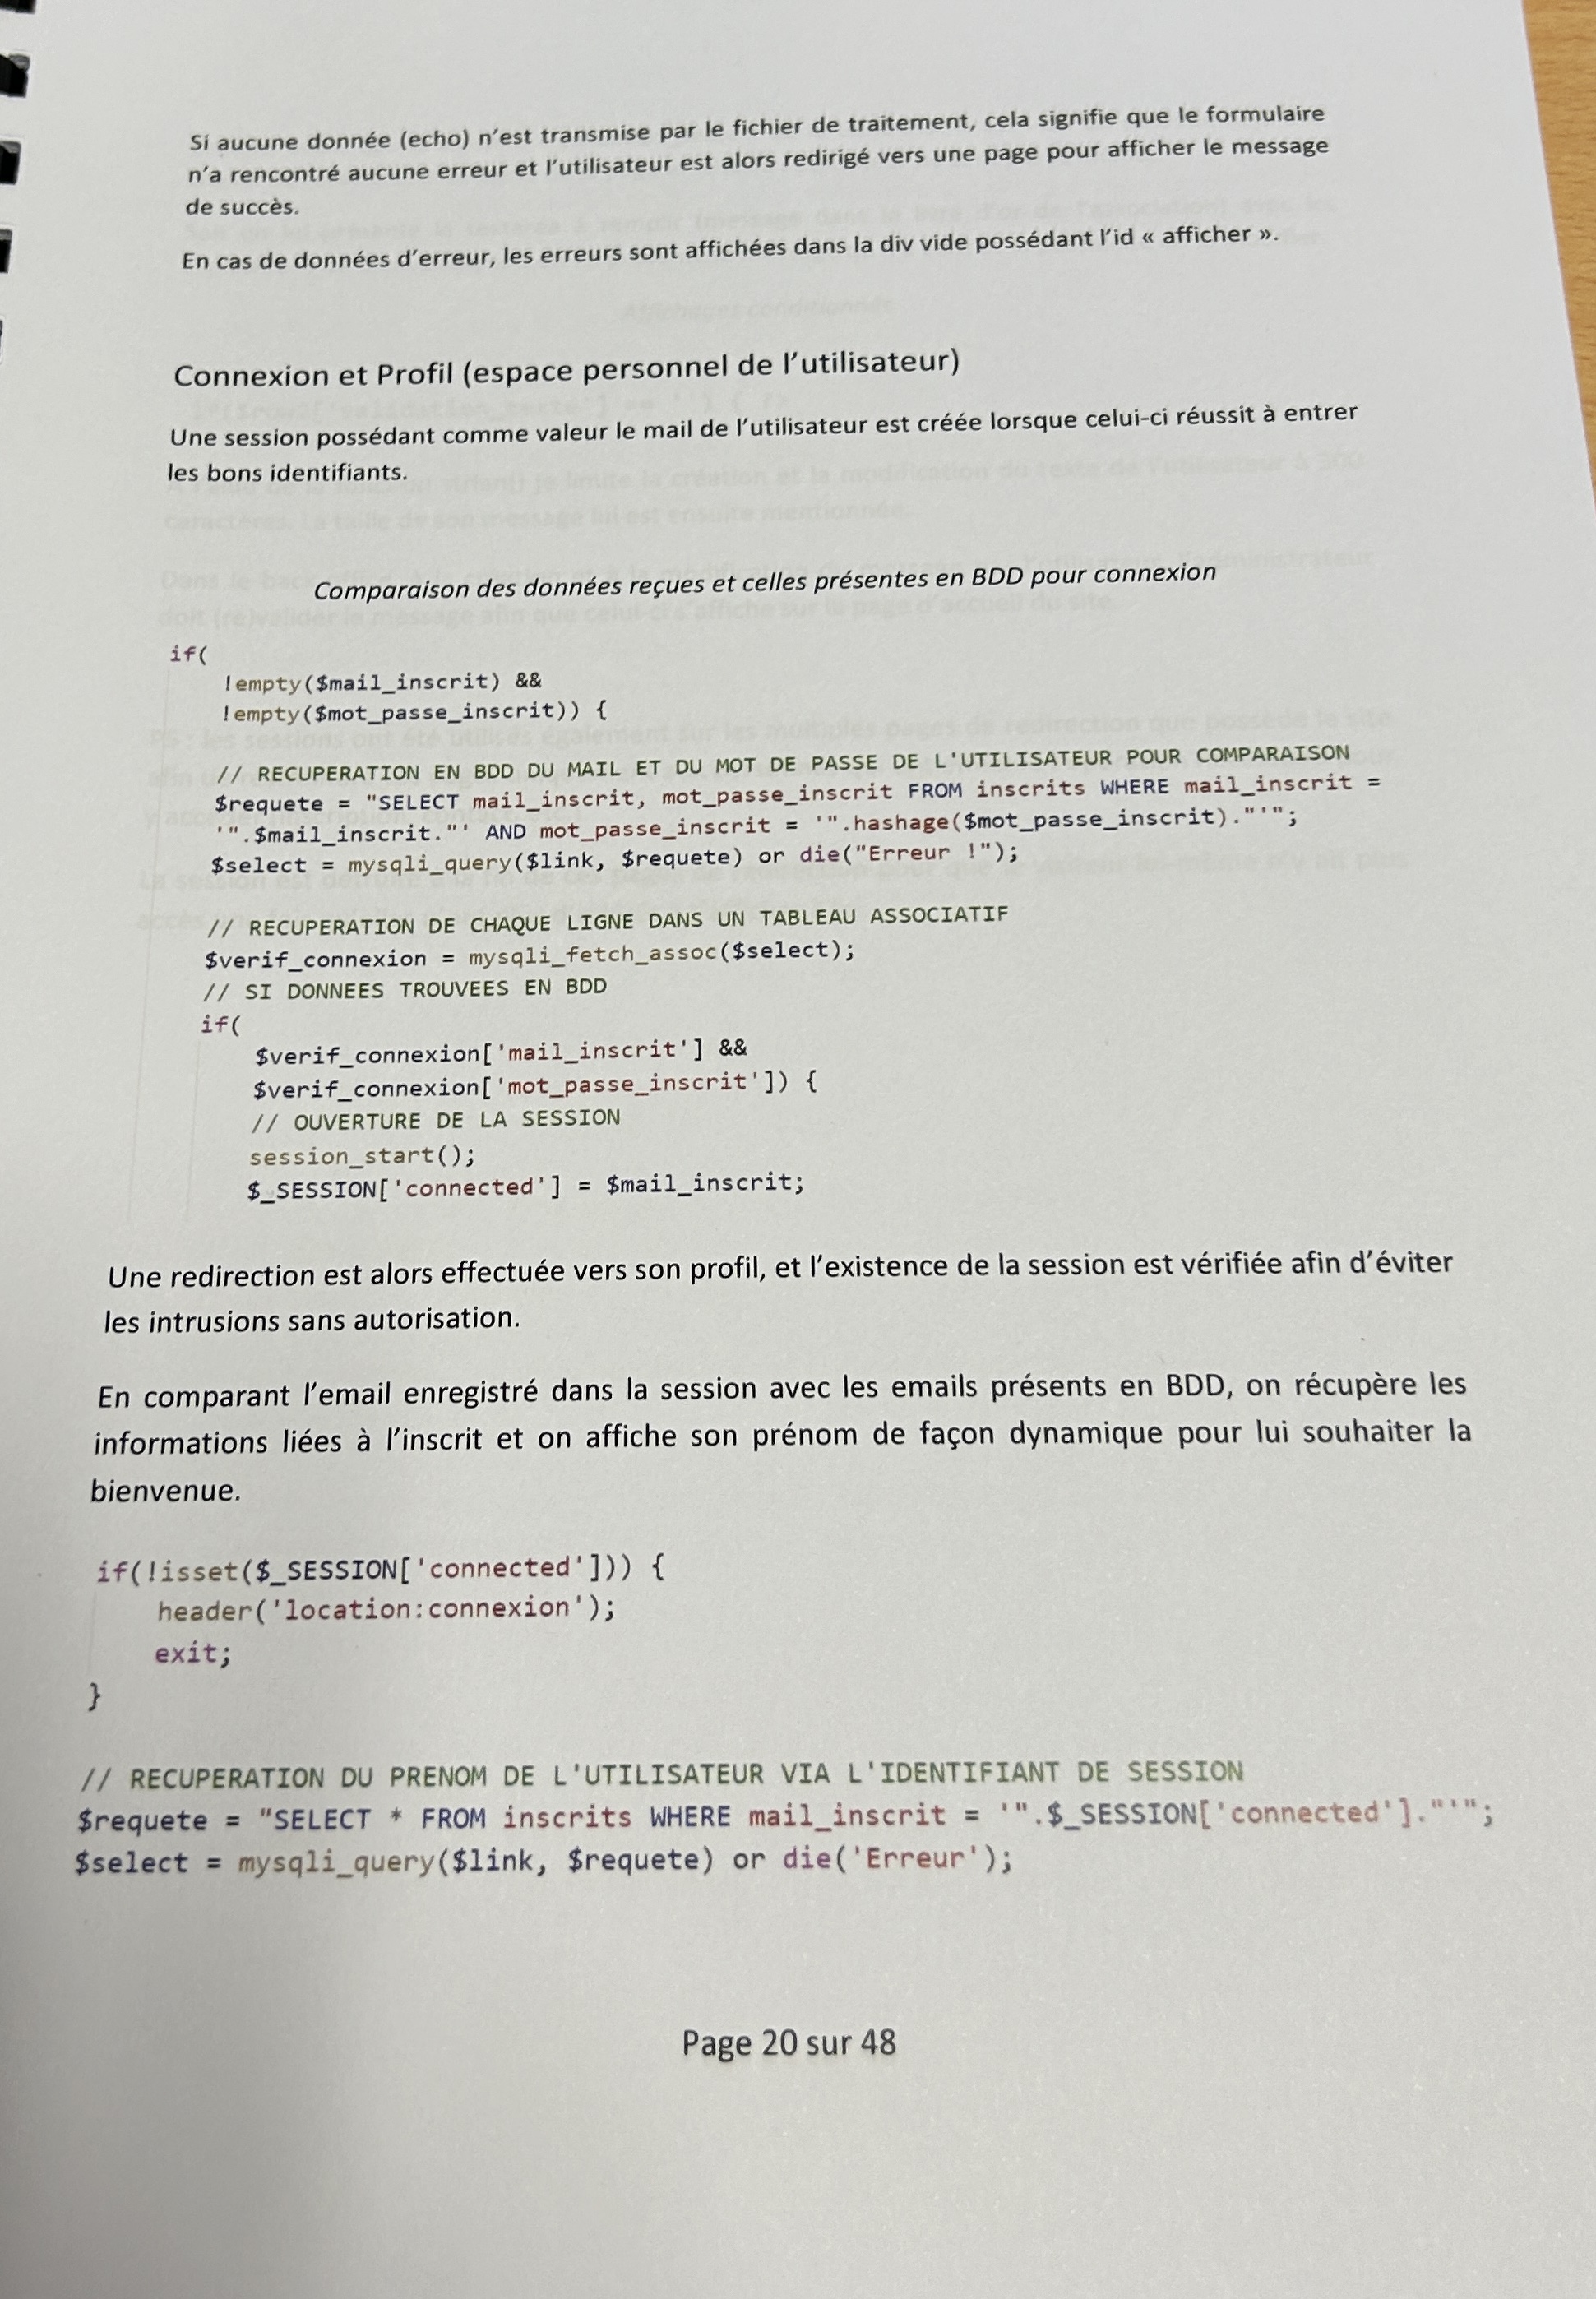 Si aucune donnée (echo) n’est transmise par le fichier de traitement, cela signifie que le formulaire
n’a rencontré aucune erreur et l’utilisateur est alors redirigé vers une page pour afficher le message
de succès.
En cas de données d’erreur, les erreurs sont affichées dans la div vide possédant l’id « afficher ».
Connexion et Profil (espace personnel de l’utilisateur)
Une session possédant comme valeur le mail de l’utilisateur est créée lorsque celui-ci réussit à entrer
les bons identifiants.
Comparaison des données reçues et celles présentes en BDD pour connexion
if(
!empty($mail_inscrit) &&
!empty($mot_passe_inscrit)) {
// RECUPERATION EN BDD DU MAIL ET DU MOT DE PASSE DE L'UTILISATEUR POUR COMPARAISON
$requete = "SELECT mail_inscrit, mot_passe_inscrit FROM inscrits WHERE mail_inscrit =
'".$mail_inscrit."' AND mot_passe_inscrit = '".hashage($mot_passe_inscrit)."'";
$select = mysqli_query($link, $requete) or die("Erreur !");
// RECUPERATION DE CHAQUE LIGNE DANS UN TABLEAU ASSOCIATIF
$verif_connexion = mysqli_fetch_assoc($select);
// SI DONNEES TROUVEES EN BDD
if(
$verif_connexion['mail_inscrit'] &&
$verif_connexion['mot_passe_inscrit']) {
// OUVERTURE DE LA SESSION
session_start();
$_SESSION['connected'] = $mail_inscrit;
Une redirection est alors effectuée vers son profil, et l’existence de la session est vérifiée afin d’éviter
les intrusions sans autorisation.
En comparant l’email enregistré dans la session avec les emails présents en BDD, on récupère les
informations liées à l’inscrit et on affiche son prénom de façon dynamique pour lui souhaiter la
bienvenue.
if(!isset($_SESSION['connected'])) {
header('location:connexion');
exit;
}
// RECUPERATION DU PRENOM DE L'UTILISATEUR VIA L'IDENTIFIANT DE SESSION
$requete = "SELECT * FROM inscrits WHERE mail_inscrit = '".$_SESSION['connected']."'";
$select = mysqli_query($link, $requete) or die('Erreur');
Page 20 sur 48